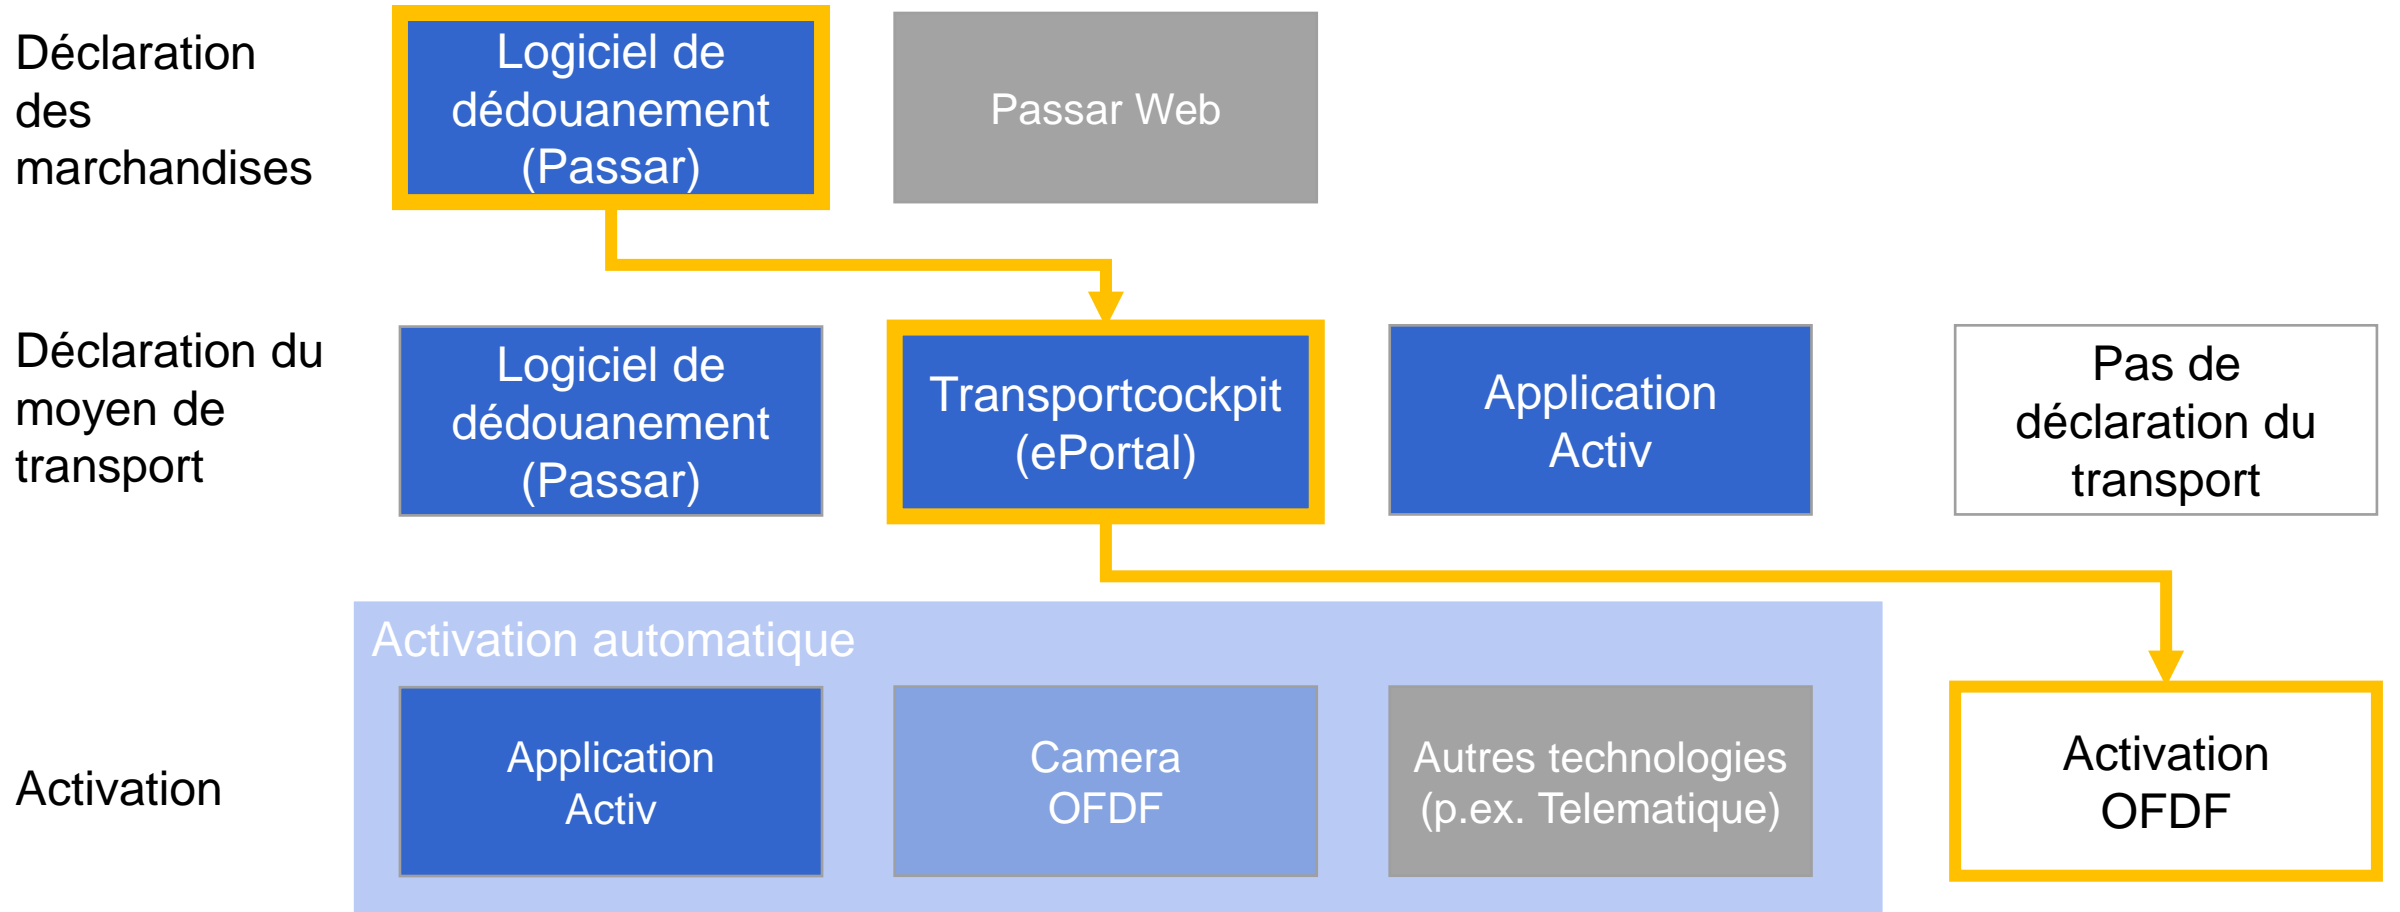 Déclaration
des
marchandises
Logiciel de
dédouanement
(Passar)
Passar Web
Déclaration du
moyen de
transport
Logiciel de
dédouanement
(Passar)
Transportcockpit
(ePortal)
Application
Activ
Pas de
déclaration du
transport
Activation automatique
Activation
Application
Activ
Camera
OFDF
Autres technologies
(p.ex. Telematique)
Activation
OFDF